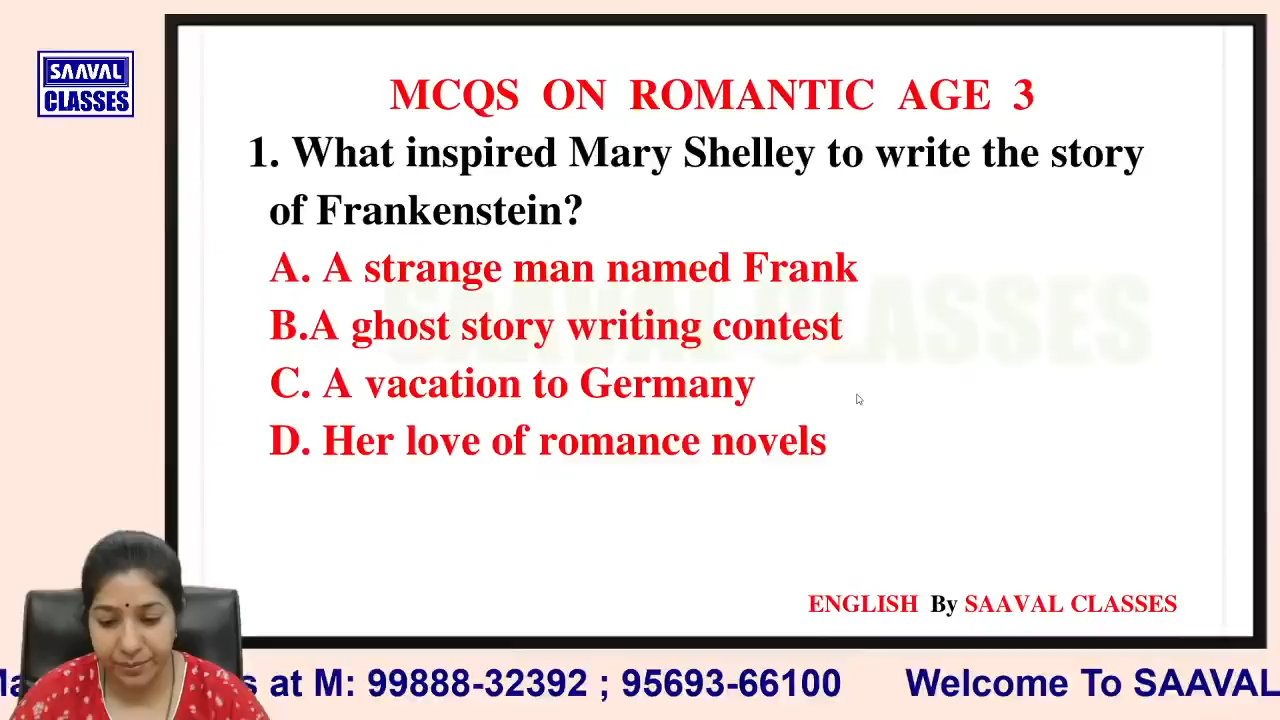 SAAVAL
CLASSES
MCQS ON ROMANTIC AGE 3
1. What inspired Mary Shelley to write the story
of Frankenstein?
A. A strange man named Frank
B.A ghost story writing contest
C. A vacation to Germany
D. Her love of romance novels
SAAVAL CLASSES
ENGLISH By SAAVAL CLASSES
s at M: 99888-32392 ; 95693-66100 Welcome To SAAVAL